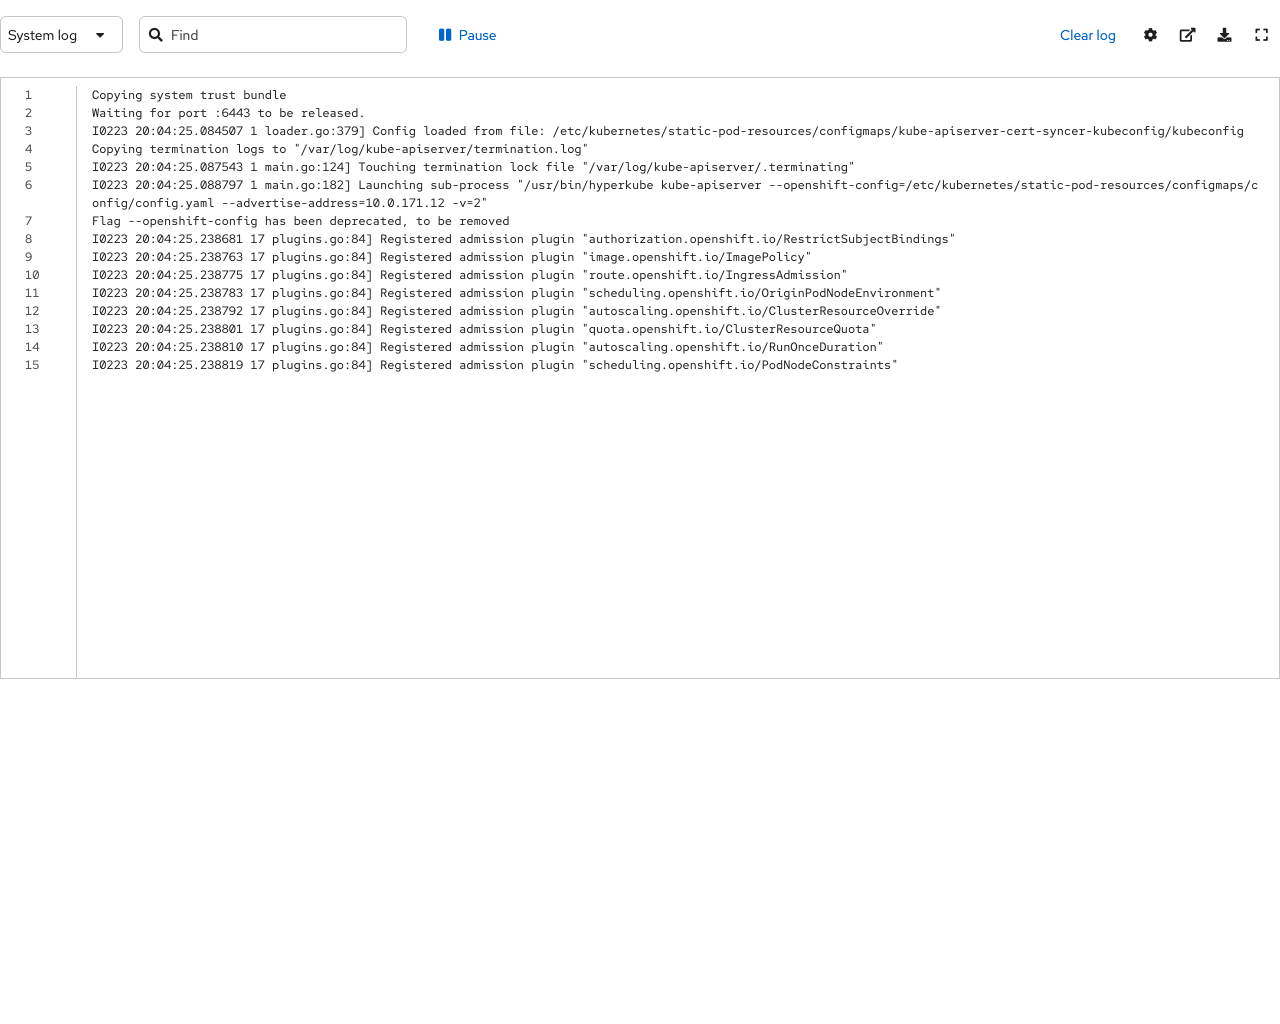 System log
Find
Pause
Clear log
1 Copying system trust bundle
2 Waiting for port :6443 to be released.
3 I0223 20:04:25.084507 1 loader.go:379] Config loaded from file: /etc/kubernetes/static-pod-resources/configmaps/kube-apiserver-cert-syncer-kubeconfig/kubeconfig
4 Copying termination logs to "/var/log/kube-apiserver/termination.log"
5 I0223 20:04:25.087543 1 main.go:124] Touching termination lock file "/var/log/kube-apiserver/.terminating"
6 I0223 20:04:25.088797 1 main.go:182] Launching sub-process "/usr/bin/hyperkube kube-apiserver --openshift-config=/etc/kubernetes/static-pod-resources/configmaps/c
onfig/config.yaml --advertise-address=10.0.171.12 -v=2"
7 Flag --openshift-config has been deprecated, to be removed
8 I0223 20:04:25.238681 17 plugins.go:84] Registered admission plugin "authorization.openshift.io/RestrictSubjectBindings"
9 I0223 20:04:25.238763 17 plugins.go:84] Registered admission plugin "image.openshift.io/ImagePolicy"
10 I0223 20:04:25.238775 17 plugins.go:84] Registered admission plugin "route.openshift.io/IngressAdmission"
11 I0223 20:04:25.238783 17 plugins.go:84] Registered admission plugin "scheduling.openshift.io/OriginPodNodeEnvironment"
12 I0223 20:04:25.238792 17 plugins.go:84] Registered admission plugin "autoscaling.openshift.io/ClusterResourceOverride"
13 I0223 20:04:25.238801 17 plugins.go:84] Registered admission plugin "quota.openshift.io/ClusterResourceQuota"
14 I0223 20:04:25.238810 17 plugins.go:84] Registered admission plugin "autoscaling.openshift.io/RunOnceDuration"
15 I0223 20:04:25.238819 17 plugins.go:84] Registered admission plugin "scheduling.openshift.io/PodNodeConstraints"